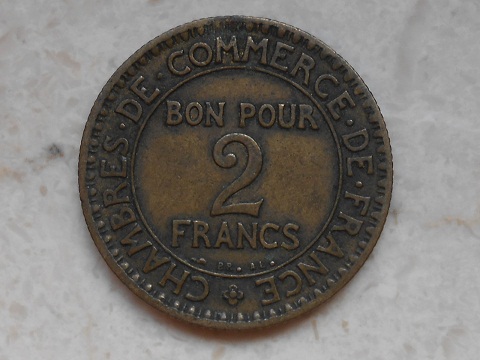 CHAMBRES·DE·COMMERCE·DE·FRANCE
BON POUR
2
FRANCS